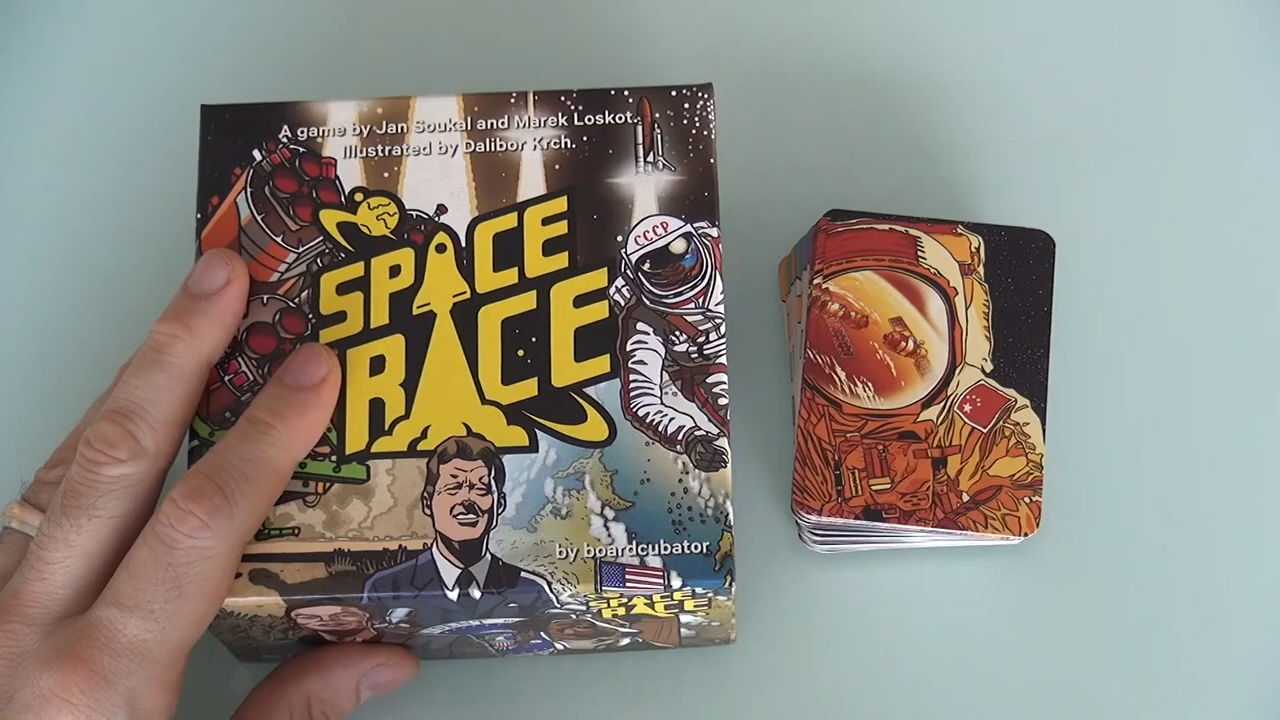 A game by Jan Soukal and Marek Loskot.
Illustrated by Dalibor Krch.
CCCP
SPACE
RACE
by boardcubator
SPACE
RACE